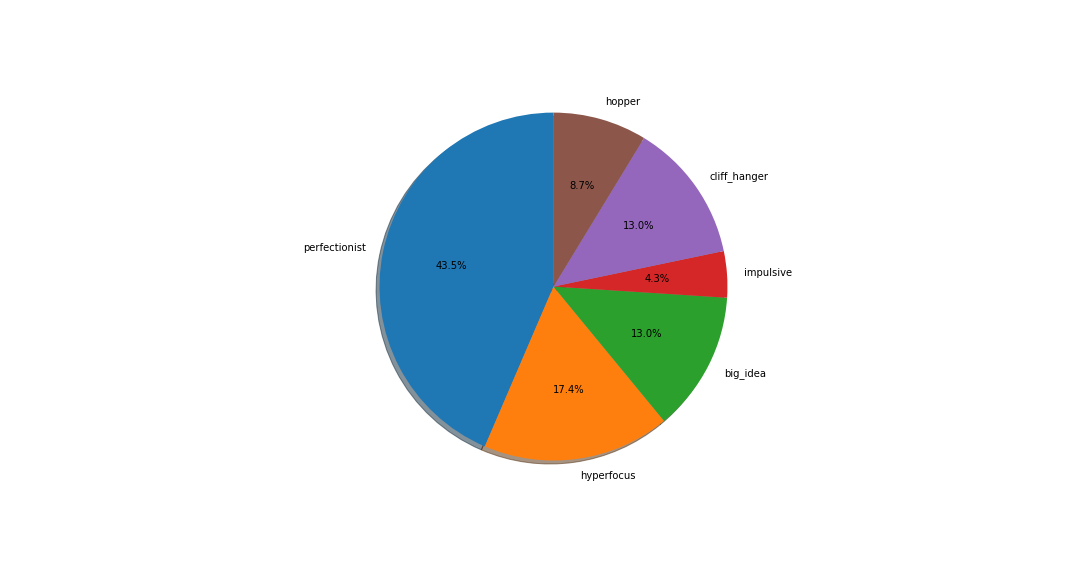 hopper
8.7%
cliff_hanger
13.0%
perfectionist
43.5%
impulsive
4.3%
13.0%
big_idea
17.4%
hyperfocus